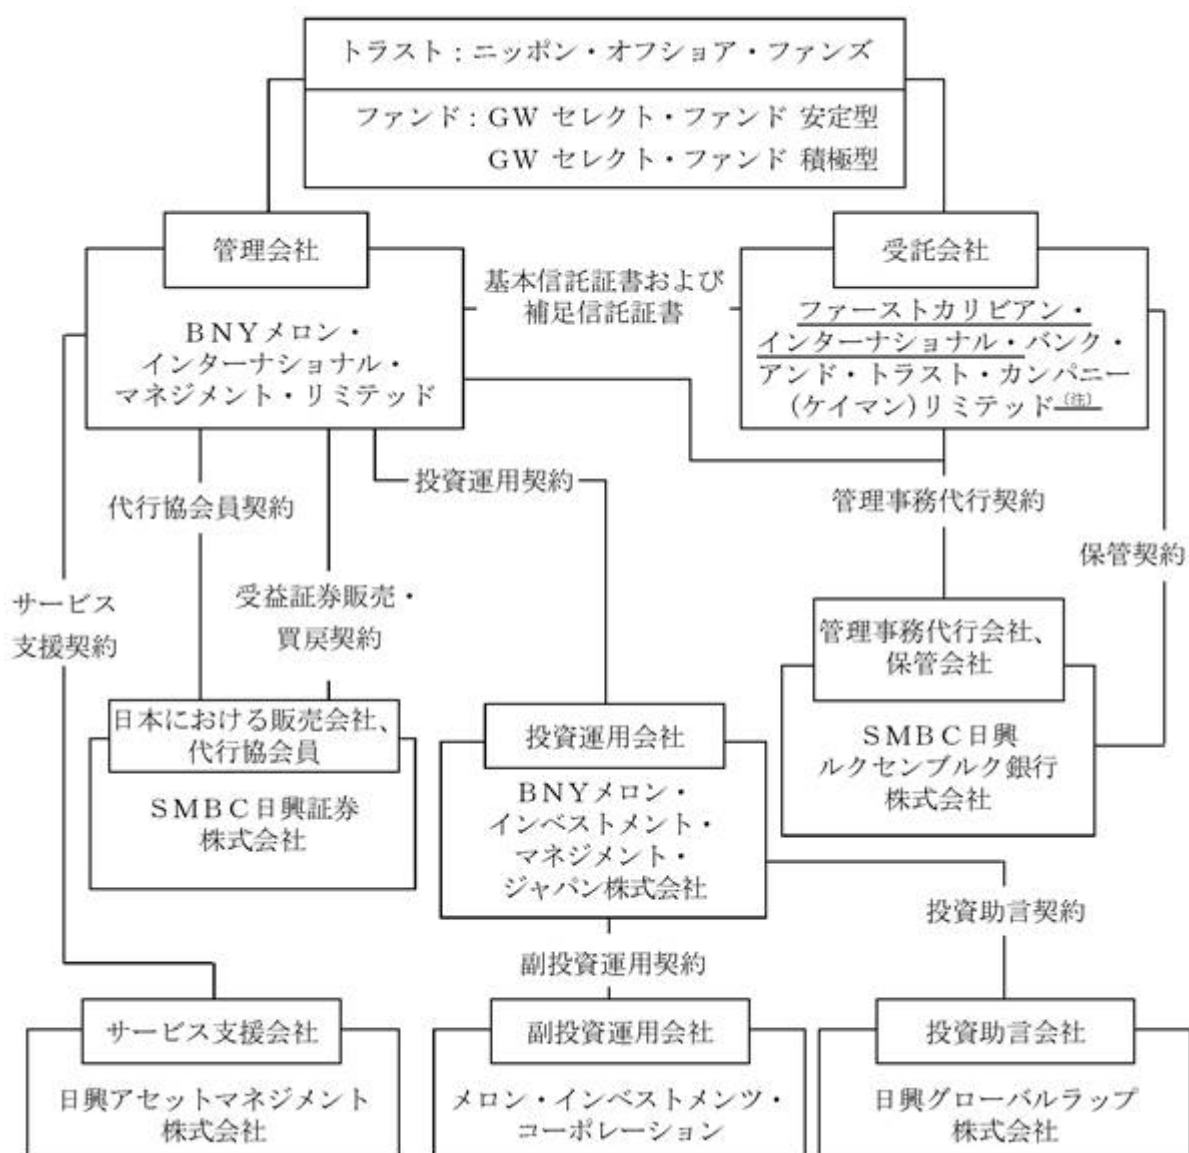 トラスト：ニッポン・オフショア・ファンズ
ファンド：GW セレクト・ファンド 安定型
GW セレクト・ファンド 積極型
管理会社
BNYメロン・
インターナショナル・
マネジメント・リミテッド
基本信託証書および
補足信託証書
受託会社
ファーストカリビアン・
インターナショナル・バンク・
アンド・トラスト・カンパニー
(ケイマン)リミテッド(注)
代行協会員契約
投資運用契約
管理事務代行契約
保管契約
サービス
支援契約
受益証券販売・
買戻契約
管理事務代行会社、
保管会社
SMBC日興
ルクセンブルク銀行
株式会社
日本における販売会社、
代行協会員
SMBC日興証券
株式会社
投資運用会社
BNYメロン・
インベストメント・
マネジメント・
ジャパン株式会社
投資助言契約
副投資運用契約
サービス支援会社
日興アセットマネジメント
株式会社
副投資運用会社
メロン・インベストメンツ・
コーポレーション
投資助言会社
日興グローバルラップ
株式会社